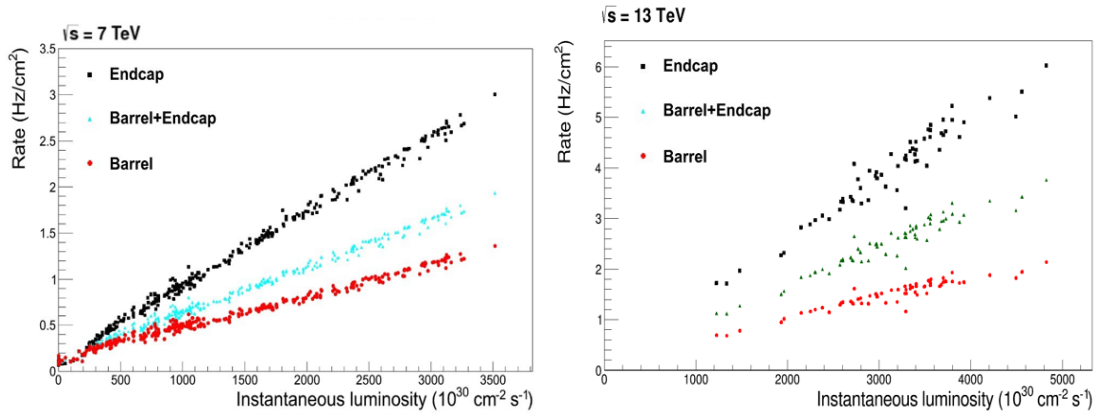 √s = 7 TeV
Rate (Hz/cm²)
3.5
3
2.5
2
1.5
1
0.5
0
Endcap
Barrel+Endcap
Barrel
0 500 1000 1500 2000 2500 3000 3500
Instantaneous luminosity (10³⁰ cm⁻² s⁻¹)
√s = 13 TeV
Rate (Hz/cm²)
6
5
4
3
2
1
0
Endcap
Barrel+Endcap
Barrel
0 1000 2000 3000 4000 5000
Instantaneous luminosity (10³⁰ cm⁻² s⁻¹)